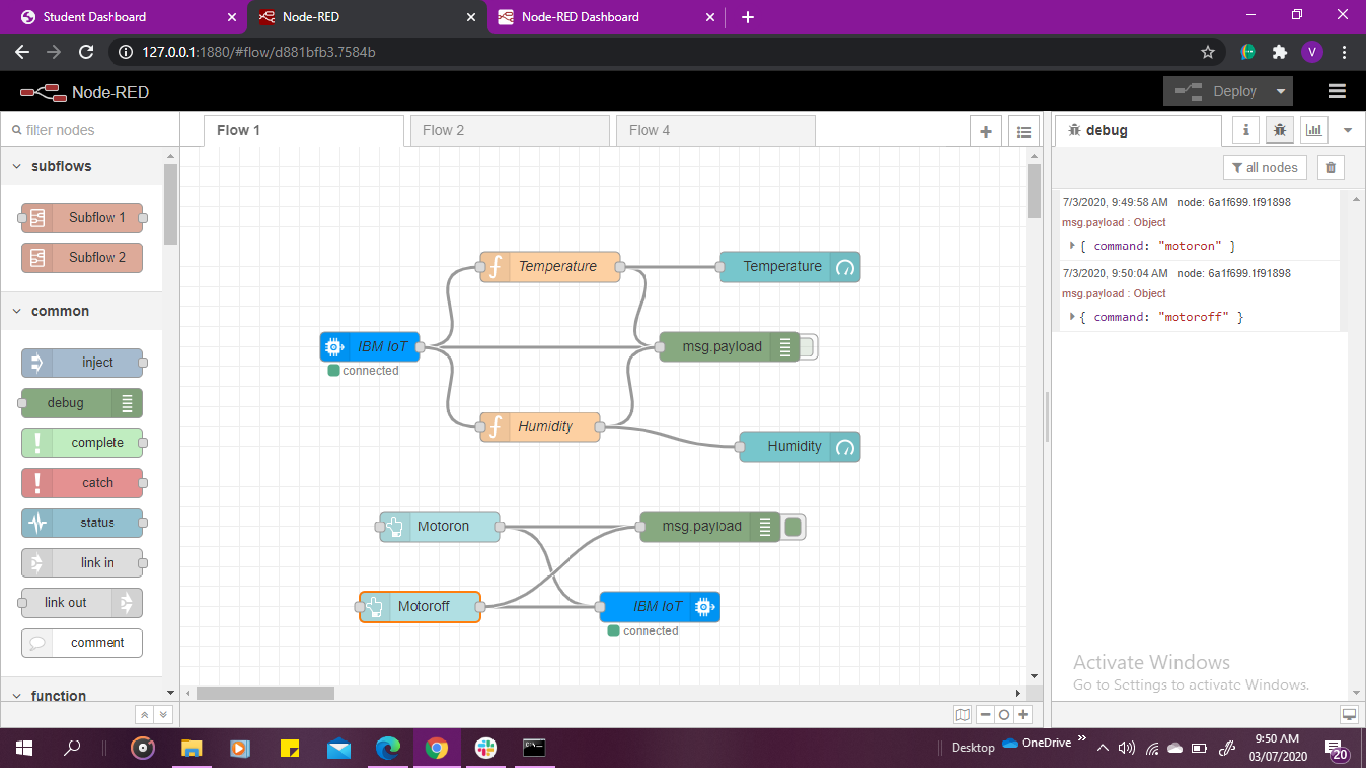 Student Dashboard
Node-RED
Node-RED Dashboard
127.0.0.1:1880/#flow/d881bfb3.7584b
V
Node-RED
Deploy
filter nodes
Flow 1
Flow 2
Flow 4
debug
i
subflows
all nodes
Subflow 1
Subflow 2
common
inject
debug
complete
catch
status
link in
link out
comment
function
Temperature
Temperature
IBM IoT
connected
msg.payload
Humidity
Humidity
Motoron
msg.payload
Motoroff
IBM IoT
connected
7/3/2020, 9:49:58 AM node: 6a1f699.1f91898
msg.payload : Object
{ command: "motoron" }
7/3/2020, 9:50:04 AM node: 6a1f699.1f91898
msg.payload : Object
{ command: "motoroff" }
Activate Windows
Go to Settings to activate Windows.
Desktop
OneDrive
9:50 AM
03/07/2020
20